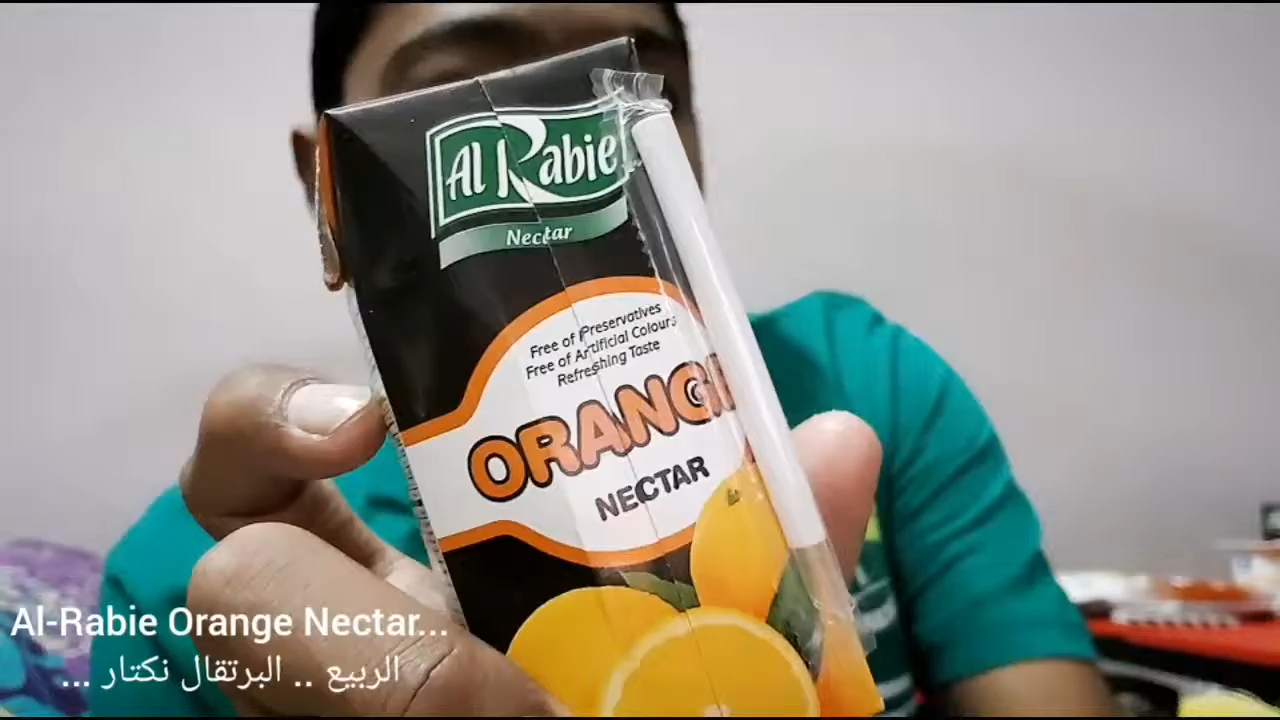 Al Rabie
Nectar
Free of Preservatives
Free of Artificial Colours
Refreshing Taste
ORANGE
NECTAR
Al-Rabie Orange Nectar...
الربيع .. البرتقال نكتار ...